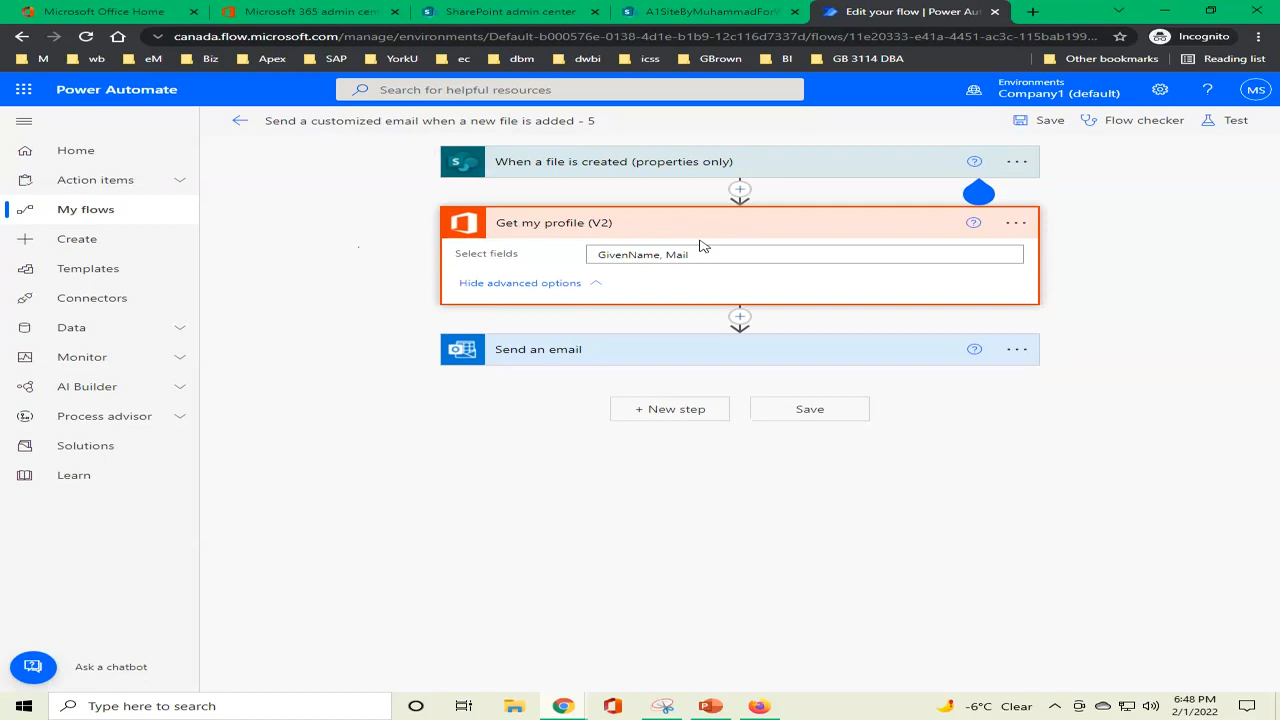 Microsoft Office Home
Microsoft 365 admin cen
SharePoint admin center
A1SiteByMuhammadForW
Edit your flow | Power Aut
canada.flow.microsoft.com/manage/environments/Default-b000576e-0138-4d1e-b1b9-12c116d7337d/flows/11e20333-e41a-4451-ac3c-115bab199...
Incognito
M
wb
eM
Biz
Apex
SAP
YorkU
ec
dbm
dwbi
icss
GBrown
BI
GB 3114 DBA
Other bookmarks
Reading list
Power Automate
Search for helpful resources
Environments
Company1 (default)
?
MS
Send a customized email when a new file is added - 5
Save
Flow checker
Test
Home
Action items
My flows
Create
Templates
Connectors
Data
Monitor
AI Builder
Process advisor
Solutions
Learn
When a file is created (properties only)
Get my profile (V2)
Select fields
GivenName, Mail
Hide advanced options
Send an email
+ New step
Save
Ask a chatbot
Type here to search
-6°C Clear
6:48 PM
2/1/2022